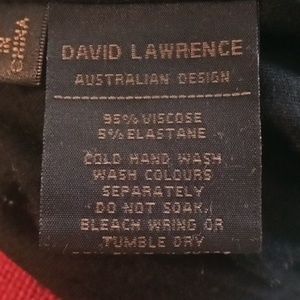 DAVID LAWRENCE
AUSTRALIAN DESIGN
95% VISCOSE
5% ELASTANE
COLD HAND WASH
WASH COLOURS
SEPARATELY
DO NOT SOAK,
BLEACH WRING OR
TUMBLE DRY
CHINA